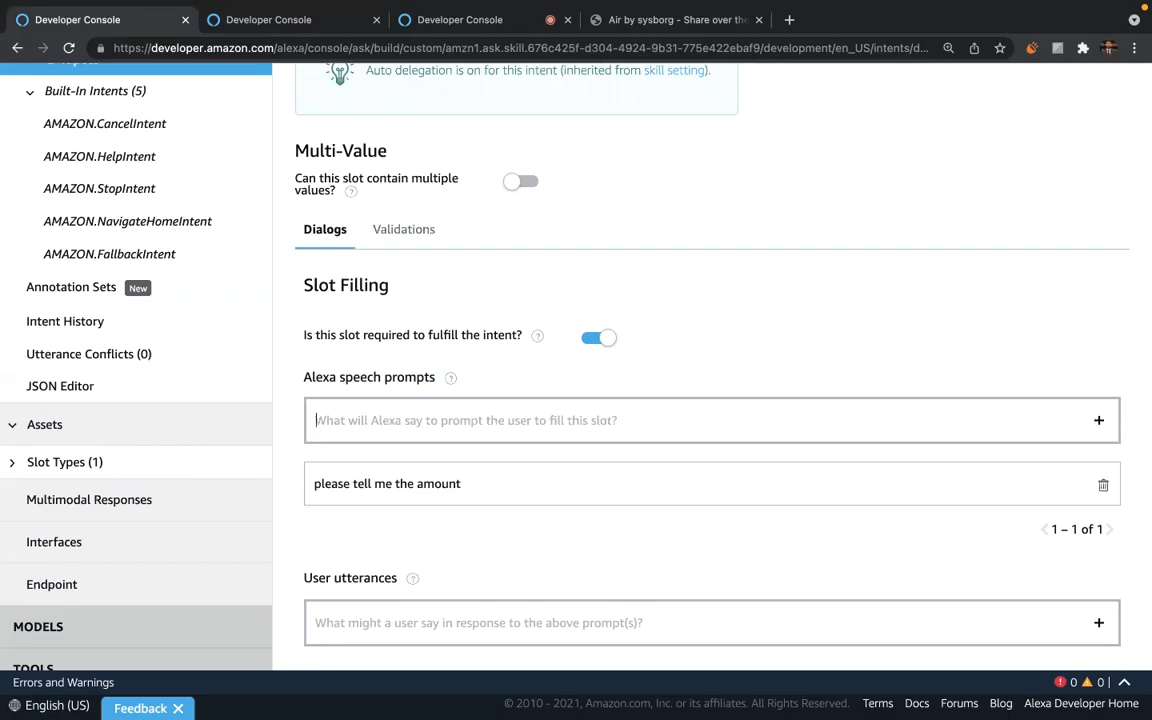 Developer Console
Developer Console
Developer Console
Air by sysborg - Share over the
https://developer.amazon.com/alexa/console/ask/build/custom/amzn1.ask.skill.676c425f-d304-4924-9b31-775e422ebaf9/development/en_US/intents/d...
Built-In Intents (5)
AMAZON.CancelIntent
AMAZON.HelpIntent
AMAZON.StopIntent
AMAZON.NavigateHomeIntent
AMAZON.FallbackIntent
Annotation Sets New
Intent History
Utterance Conflicts (0)
JSON Editor
Assets
Slot Types (1)
Multimodal Responses
Interfaces
Endpoint
MODELS
TOOLS
Auto delegation is on for this intent (inherited from skill setting).
Multi-Value
Can this slot contain multiple
values? ?
Dialogs Validations
Slot Filling
Is this slot required to fulfill the intent? ?
Alexa speech prompts ?
What will Alexa say to prompt the user to fill this slot?
please tell me the amount
1 – 1 of 1
User utterances ?
What might a user say in response to the above prompt(s)?
Errors and Warnings
0 0
English (US)
Feedback
© 2010 - 2021, Amazon.com, Inc. or its affiliates. All Rights Reserved. Terms Docs Forums Blog Alexa Developer Home